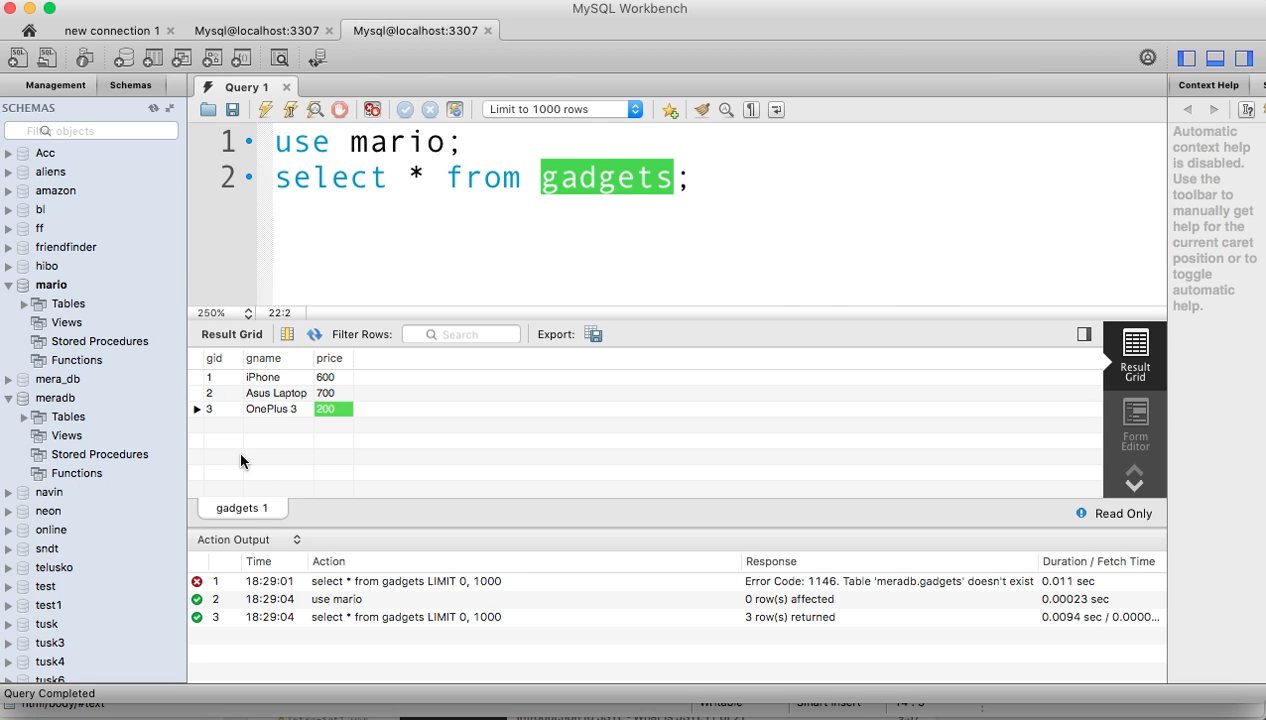 MySQL Workbench
new connection 1 Mysql@localhost:3307 Mysql@localhost:3307
Management Schemas Query 1 Context Help
SCHEMAS
Filter objects
Limit to 1000 rows
Acc
aliens
amazon
bl
ff
friendfinder
hibo
mario
Tables
Views
Stored Procedures
Functions
mera_db
meradb
Tables
Views
Stored Procedures
Functions
navin
neon
online
sndt
telusko
test
test1
tusk
tusk3
tusk4
tusk6
1 use mario;
2 select * from gadgets;
250% 22:2
Result Grid Filter Rows: Search Export:
gid gname price
1 iPhone 600
2 Asus Laptop 700
3 OnePlus 3 200
Result
Grid
Form
Editor
gadgets 1 Read Only
Action Output
Time Action Response Duration / Fetch Time
1 18:29:01 select * from gadgets LIMIT 0, 1000 Error Code: 1146. Table 'meradb.gadgets' doesn't exist 0.011 sec
2 18:29:04 use mario 0 row(s) affected 0.00023 sec
3 18:29:04 select * from gadgets LIMIT 0, 1000 3 row(s) returned 0.0094 sec / 0.0000...
Automatic
context help
is disabled.
Use the
toolbar to
manually get
help for the
current caret
position or to
toggle
automatic
help.
Query Completed